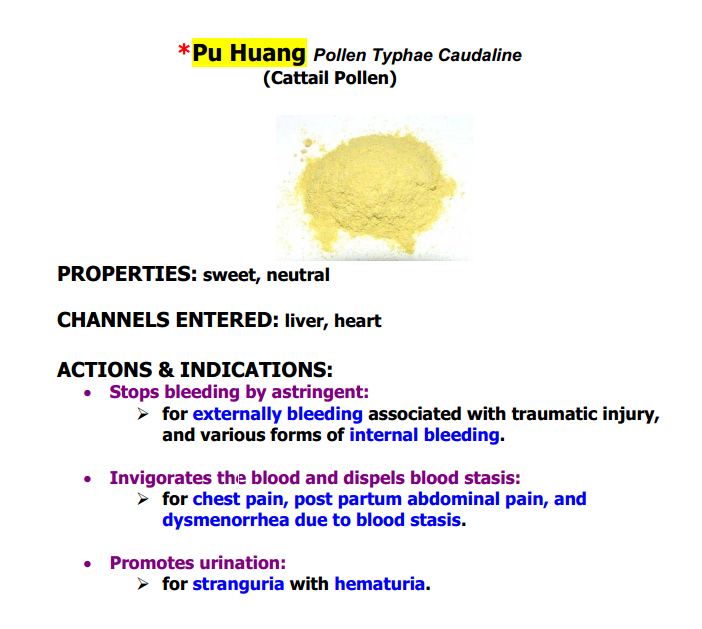 *Pu Huang Pollen Typhae Caudaline
(Cattail Pollen)
PROPERTIES: sweet, neutral
CHANNELS ENTERED: liver, heart
ACTIONS & INDICATIONS:
• Stops bleeding by astringent:
➢ for externally bleeding associated with traumatic injury,
and various forms of internal bleeding.
• Invigorates the blood and dispels blood stasis:
➢ for chest pain, post partum abdominal pain, and
dysmenorrhea due to blood stasis.
• Promotes urination:
➢ for stranguria with hematuria.